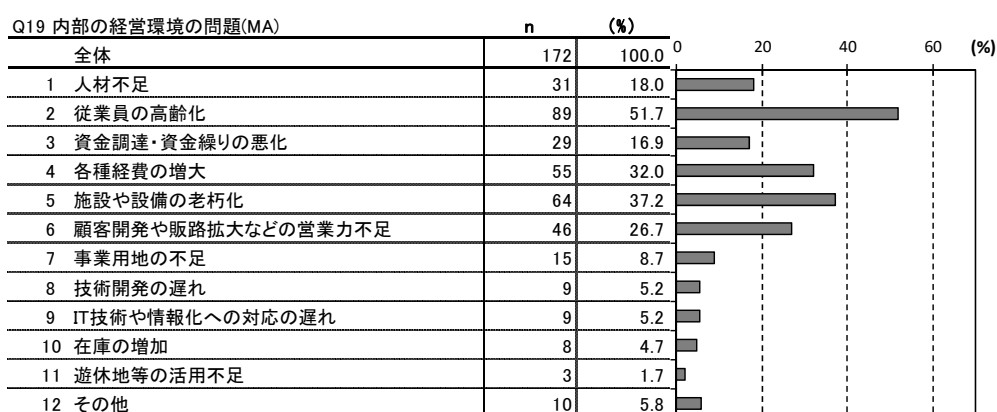 Q19 内部の経営環境の問題(MA) n (%)
全体 172 100.0 0 20 40 60 (%)
1 人材不足 31 18.0
2 従業員の高齢化 89 51.7
3 資金調達・資金繰りの悪化 29 16.9
4 各種経費の増大 55 32.0
5 施設や設備の老朽化 64 37.2
6 顧客開発や販路拡大などの営業力不足 46 26.7
7 事業用地の不足 15 8.7
8 技術開発の遅れ 9 5.2
9 IT技術や情報化への対応の遅れ 9 5.2
10 在庫の増加 8 4.7
11 遊休地等の活用不足 3 1.7
12 その他 10 5.8